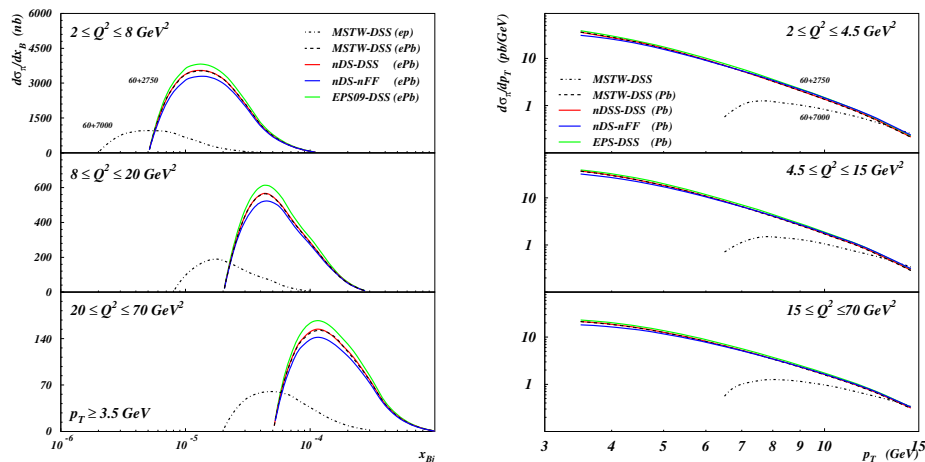 dσπ/dxB (nb)
6000
4500
3000
1500
0
2 ≤ Q² ≤ 8 GeV²
MSTW-DSS (ep)
MSTW-DSS (ePb)
nDS-DSS (ePb)
nDS-nFF (ePb)
EPS09-DSS (ePb)
60+2750
60+7000
600
400
200
0
8 ≤ Q² ≤ 20 GeV²
140
70
0
20 ≤ Q² ≤ 70 GeV²
pT ≥ 3.5 GeV
10⁻⁶ 10⁻⁵ 10⁻⁴
xBj
dσπ/dpT (pb/GeV)
10
1
2 ≤ Q² ≤ 4.5 GeV²
MSTW-DSS
MSTW-DSS (Pb)
nDSS-DSS (Pb)
nDS-nFF (Pb)
EPS-DSS (Pb)
60+2750
60+7000
10
1
4.5 ≤ Q² ≤ 15 GeV²
10
1
15 ≤ Q² ≤70 GeV²
3 4 5 6 7 8 9 10 15
pT (GeV)